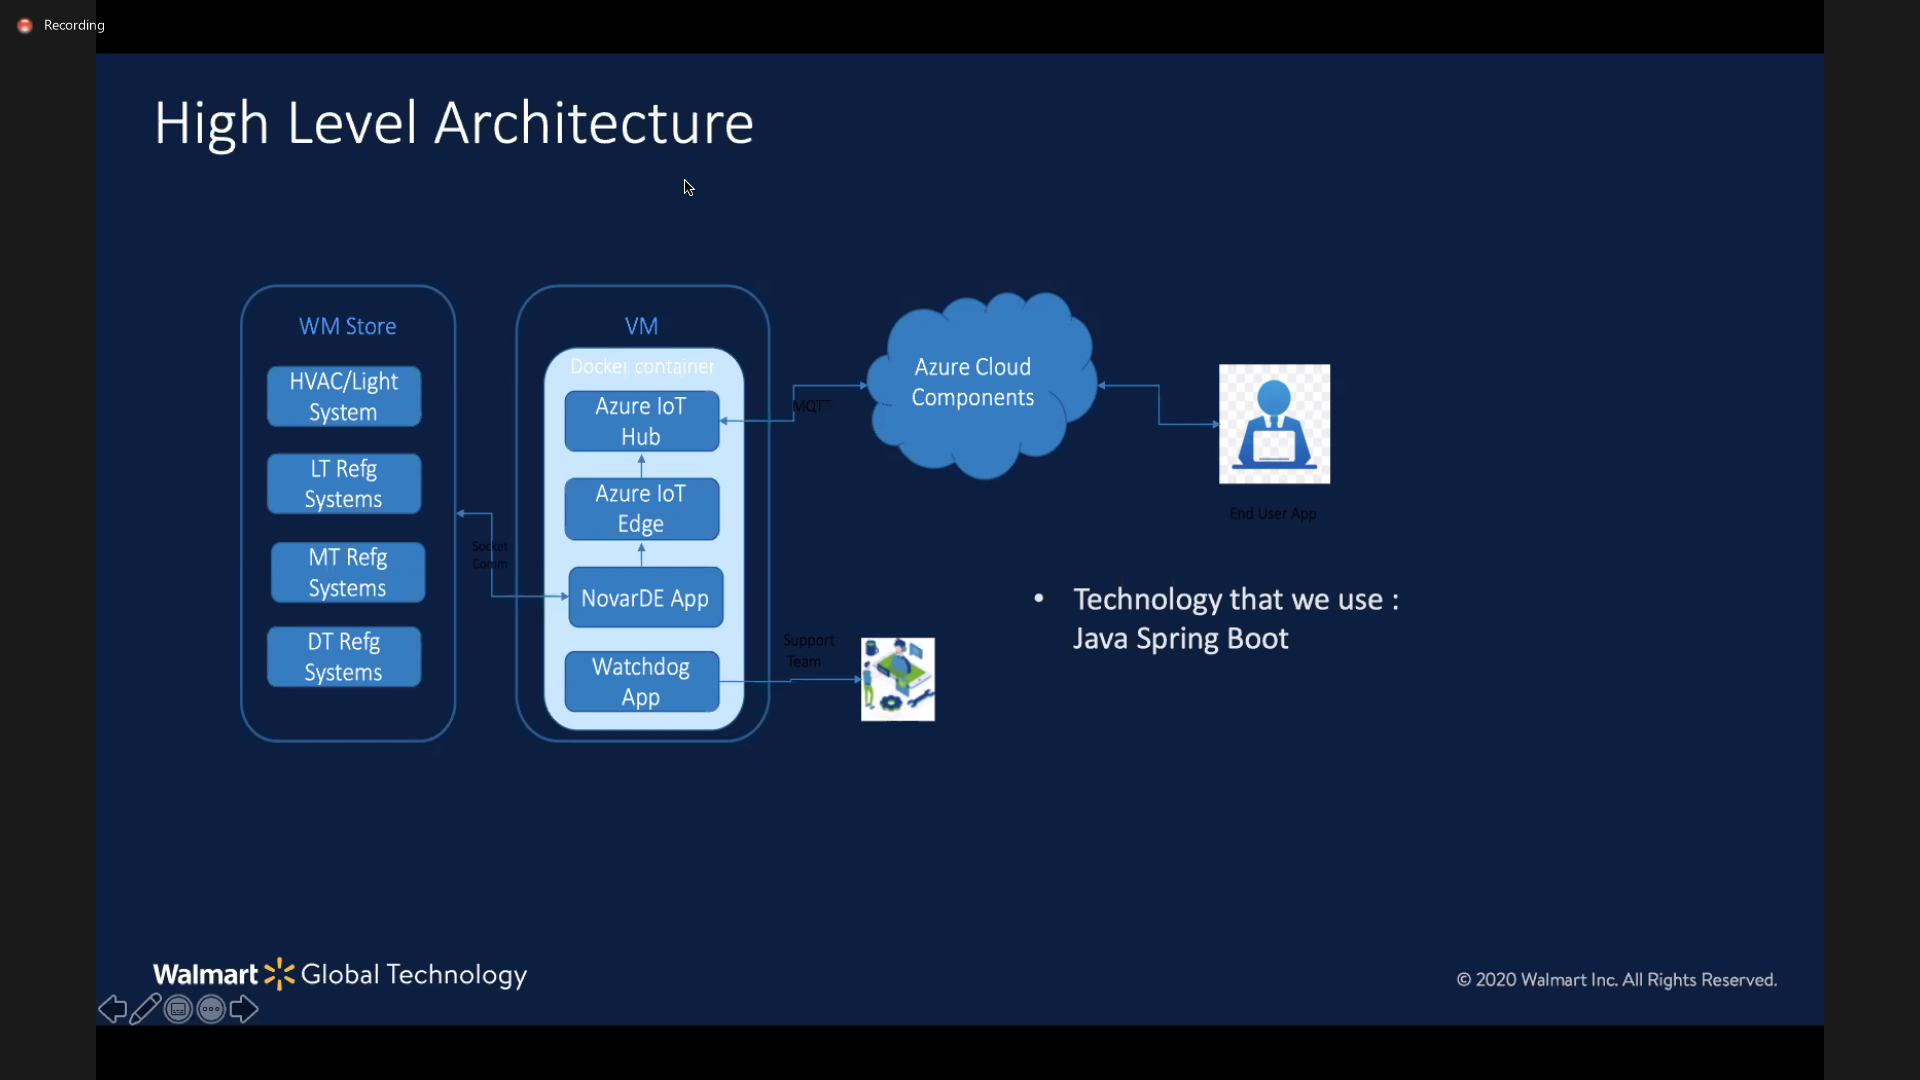 Recording
High Level Architecture
WM Store
HVAC/Light
System
LT Refg
Systems
MT Refg
Systems
DT Refg
Systems
Socket
Comm
VM
Docker container
Azure IoT
Hub
Azure IoT
Edge
NovarDE App
Watchdog
App
MQTT
Support
Team
Azure Cloud
Components
End User App
• Technology that we use :
Java Spring Boot
Walmart Global Technology
© 2020 Walmart Inc. All Rights Reserved.